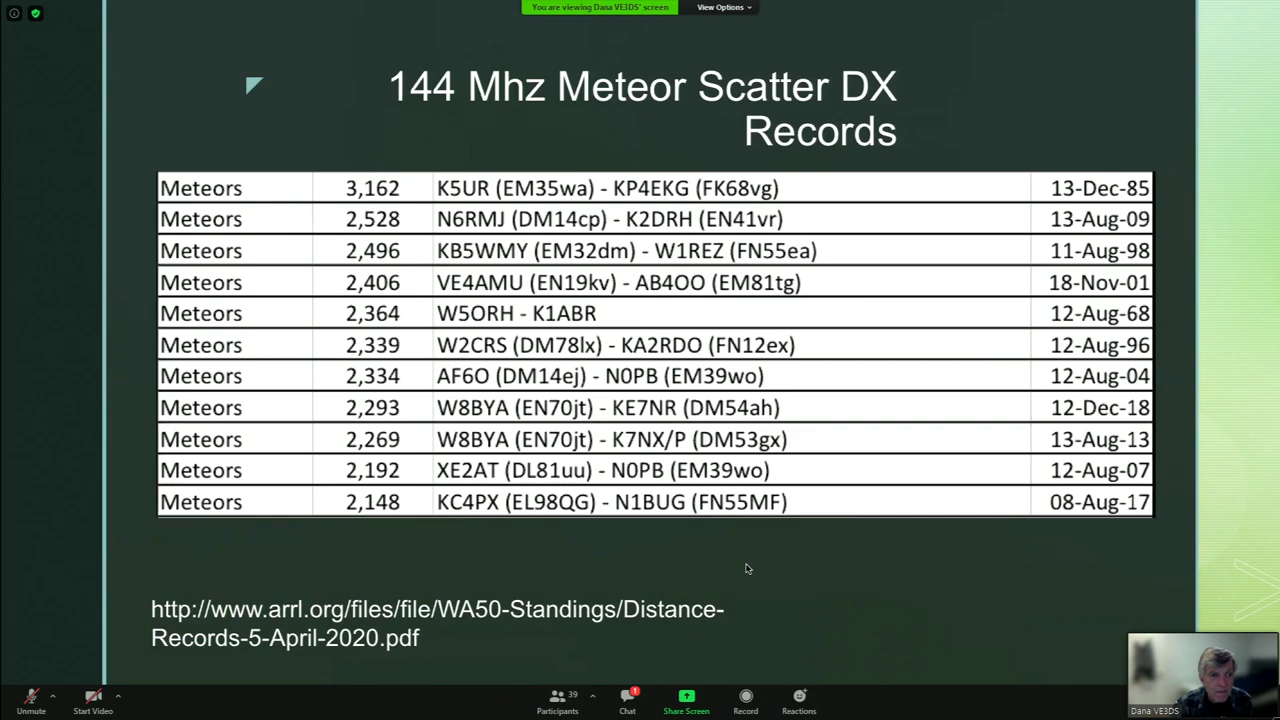 You are viewing Dana VE3DS' screen View Options
144 Mhz Meteor Scatter DX
Records
Meteors 3,162 K5UR (EM35wa) - KP4EKG (FK68vg) 13-Dec-85
Meteors 2,528 N6RMJ (DM14cp) - K2DRH (EN41vr) 13-Aug-09
Meteors 2,496 KB5WMY (EM32dm) - W1REZ (FN55ea) 11-Aug-98
Meteors 2,406 VE4AMU (EN19kv) - AB4OO (EM81tg) 18-Nov-01
Meteors 2,364 W5ORH - K1ABR 12-Aug-68
Meteors 2,339 W2CRS (DM78lx) - KA2RDO (FN12ex) 12-Aug-96
Meteors 2,334 AF6O (DM14ej) - N0PB (EM39wo) 12-Aug-04
Meteors 2,293 W8BYA (EN70jt) - KE7NR (DM54ah) 12-Dec-18
Meteors 2,269 W8BYA (EN70jt) - K7NX/P (DM53gx) 13-Aug-13
Meteors 2,192 XE2AT (DL81uu) - N0PB (EM39wo) 12-Aug-07
Meteors 2,148 KC4PX (EL98QG) - N1BUG (FN55MF) 08-Aug-17
http://www.arrl.org/files/file/WA50-Standings/Distance-
Records-5-April-2020.pdf
Dana VE3DS
39 1
Unmute Start Video Participants Chat Share Screen Record Reactions